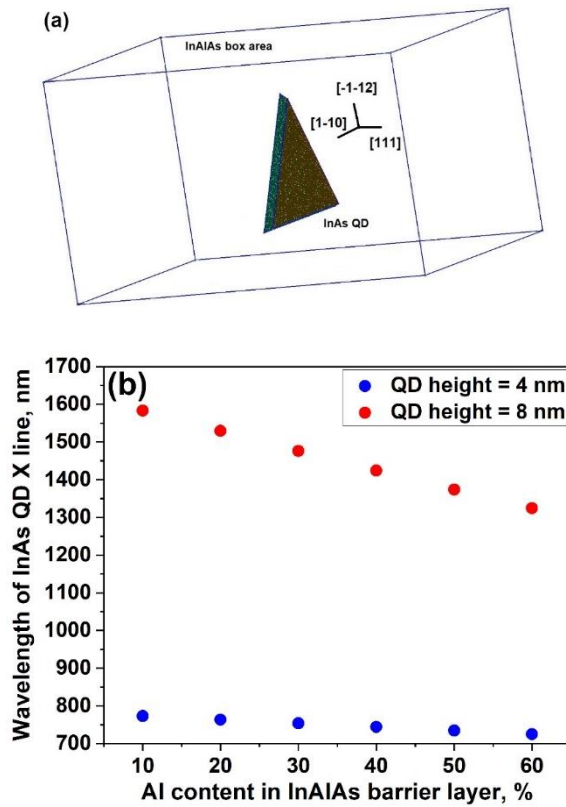 (a)
InAlAs box area
[-1-12]
[1-10]
[111]
InAs QD
(b)
QD height = 4 nm
QD height = 8 nm
1700
1600
1500
1400
1300
1200
1100
1000
900
800
700
Wavelength of InAs QD X line, nm
10 20 30 40 50 60
Al content in InAlAs barrier layer, %